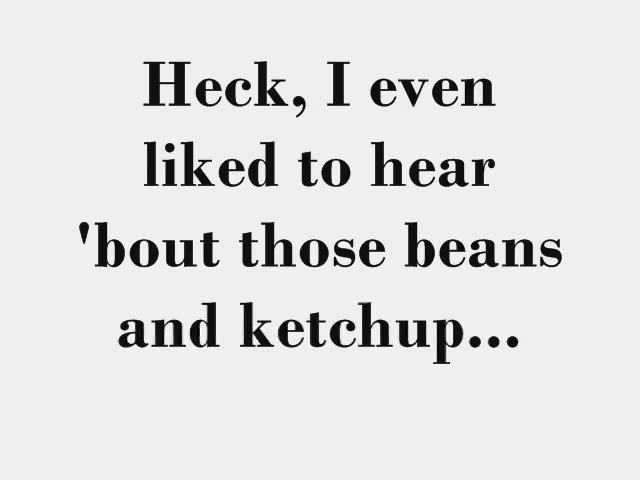 Heck, I even
liked to hear
'bout those beans
and ketchup...